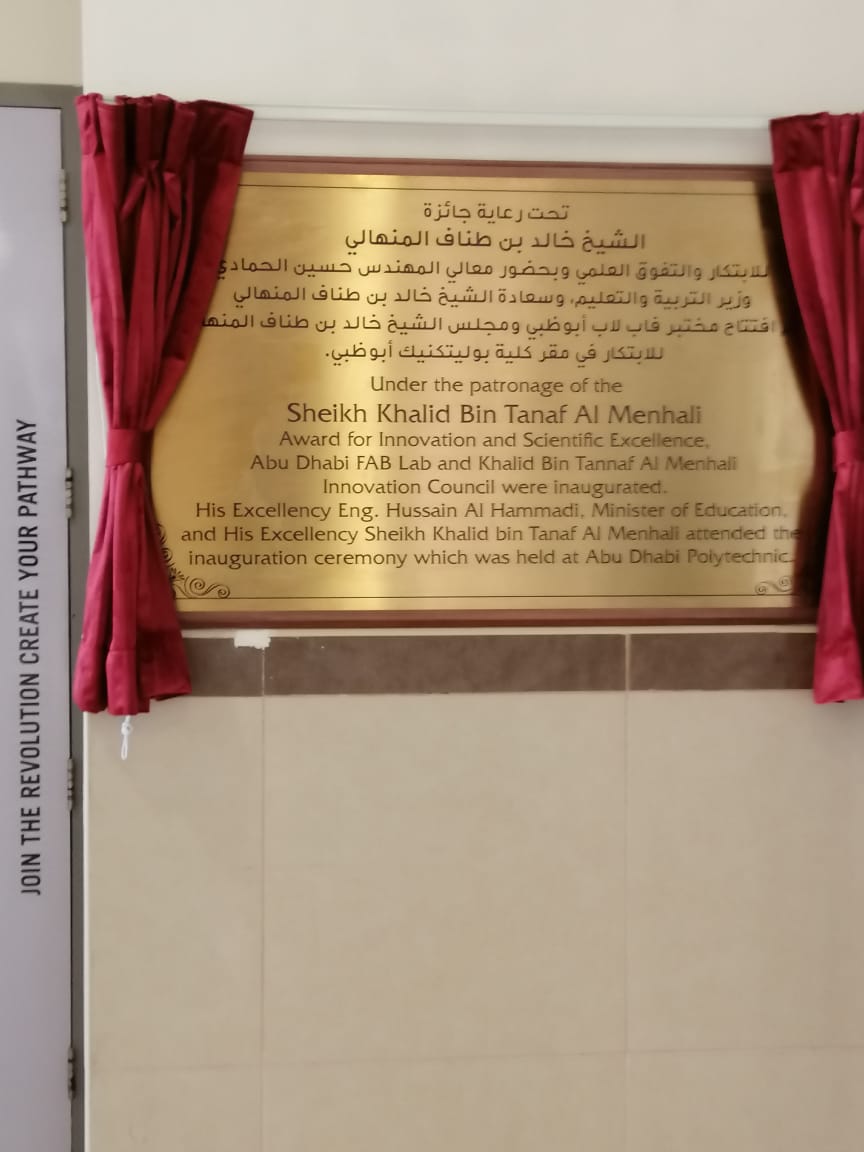 تحت رعاية جائزة
الشيخ خالد بن طناف المنهالي
للابتكار والتفوق العلمي وبحضور معالي المهندس حسين الحمادي
وزير التربية والتعليم، وسعادة الشيخ خالد بن طناف المنهالي
افتتاح مختبر فاب لاب أبوظبي ومجلس الشيخ خالد بن طناف
للابتكار في مقر كلية بوليتكنيك أبوظبي.
Under the patronage of the
Sheikh Khalid Bin Tanaf Al Menhali
Award for Innovation and Scientific Excellence,
Abu Dhabi FAB Lab and Khalid Bin Tannaf Al Menhali
Innovation Council were inaugurated.
His Excellency Eng. Hussain Al Hammadi, Minister of Education,
and His Excellency Sheikh Khalid bin Tanaf Al Menhali attended the
inauguration ceremony which was held at Abu Dhabi Polytechnic.
JOIN THE REVOLUTION CREATE YOUR PATHWAY